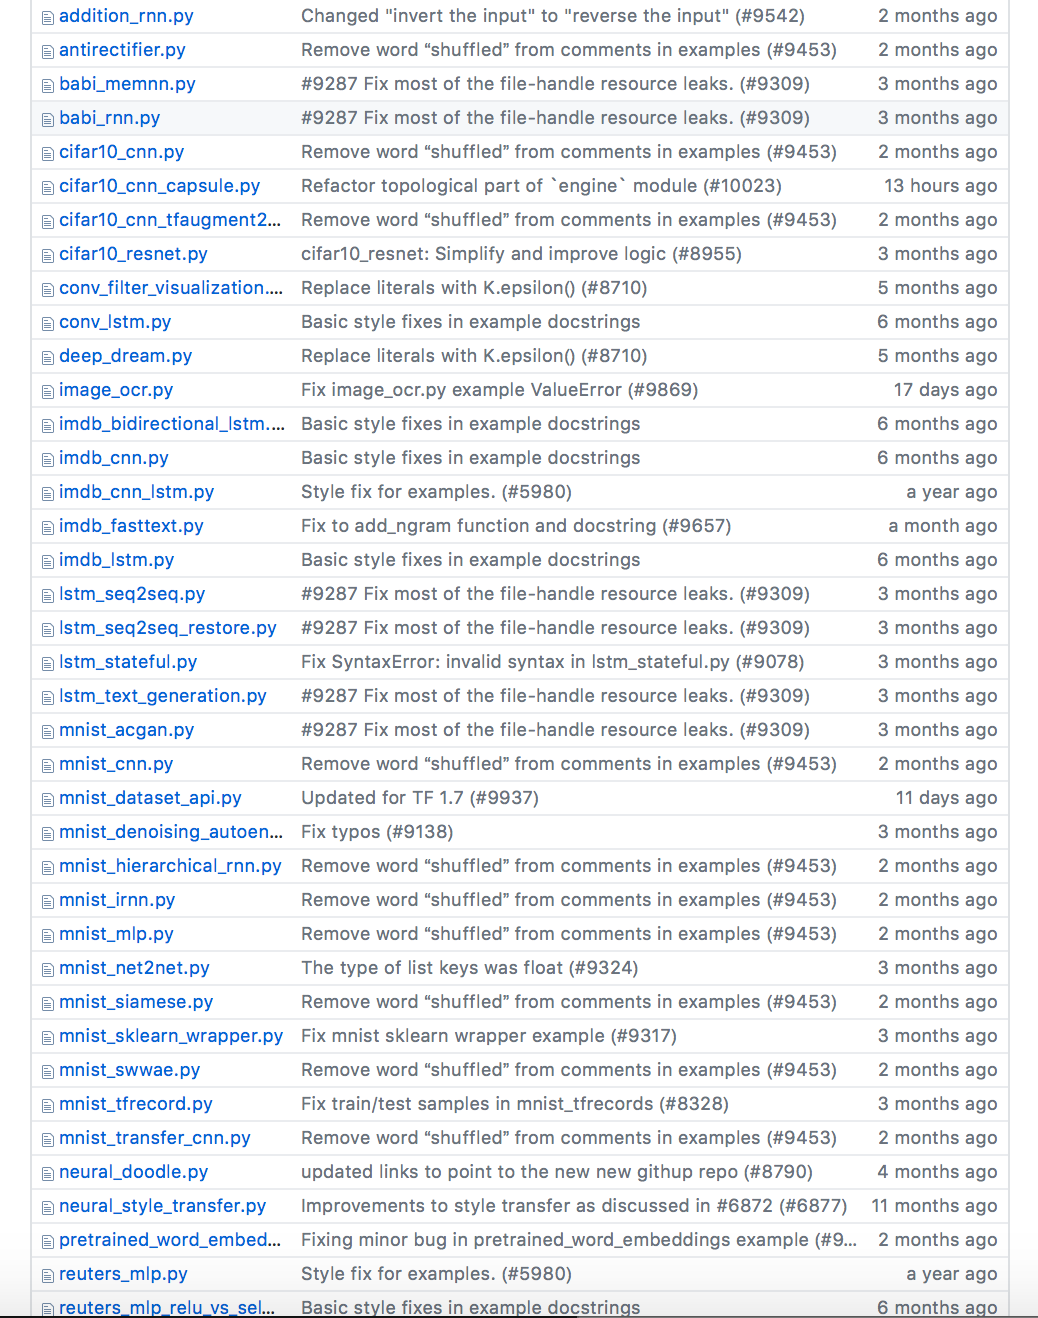 addition_rnn.py Changed "invert the input" to "reverse the input" (#9542) 2 months ago
antirectifier.py Remove word “shuffled” from comments in examples (#9453) 2 months ago
babi_memnn.py #9287 Fix most of the file-handle resource leaks. (#9309) 3 months ago
babi_rnn.py #9287 Fix most of the file-handle resource leaks. (#9309) 3 months ago
cifar10_cnn.py Remove word “shuffled” from comments in examples (#9453) 2 months ago
cifar10_cnn_capsule.py Refactor topological part of `engine` module (#10023) 13 hours ago
cifar10_cnn_tfaugment2... Remove word “shuffled” from comments in examples (#9453) 2 months ago
cifar10_resnet.py cifar10_resnet: Simplify and improve logic (#8955) 3 months ago
conv_filter_visualization.... Replace literals with K.epsilon() (#8710) 5 months ago
conv_lstm.py Basic style fixes in example docstrings 6 months ago
deep_dream.py Replace literals with K.epsilon() (#8710) 5 months ago
image_ocr.py Fix image_ocr.py example ValueError (#9869) 17 days ago
imdb_bidirectional_lstm.... Basic style fixes in example docstrings 6 months ago
imdb_cnn.py Basic style fixes in example docstrings 6 months ago
imdb_cnn_lstm.py Style fix for examples. (#5980) a year ago
imdb_fasttext.py Fix to add_ngram function and docstring (#9657) a month ago
imdb_lstm.py Basic style fixes in example docstrings 6 months ago
lstm_seq2seq.py #9287 Fix most of the file-handle resource leaks. (#9309) 3 months ago
lstm_seq2seq_restore.py #9287 Fix most of the file-handle resource leaks. (#9309) 3 months ago
lstm_stateful.py Fix SyntaxError: invalid syntax in lstm_stateful.py (#9078) 3 months ago
lstm_text_generation.py #9287 Fix most of the file-handle resource leaks. (#9309) 3 months ago
mnist_acgan.py #9287 Fix most of the file-handle resource leaks. (#9309) 3 months ago
mnist_cnn.py Remove word “shuffled” from comments in examples (#9453) 2 months ago
mnist_dataset_api.py Updated for TF 1.7 (#9937) 11 days ago
mnist_denoising_autoen... Fix typos (#9138) 3 months ago
mnist_hierarchical_rnn.py Remove word “shuffled” from comments in examples (#9453) 2 months ago
mnist_irnn.py Remove word “shuffled” from comments in examples (#9453) 2 months ago
mnist_mlp.py Remove word “shuffled” from comments in examples (#9453) 2 months ago
mnist_net2net.py The type of list keys was float (#9324) 3 months ago
mnist_siamese.py Remove word “shuffled” from comments in examples (#9453) 2 months ago
mnist_sklearn_wrapper.py Fix mnist sklearn wrapper example (#9317) 3 months ago
mnist_swwae.py Remove word “shuffled” from comments in examples (#9453) 2 months ago
mnist_tfrecord.py Fix train/test samples in mnist_tfrecords (#8328) 3 months ago
mnist_transfer_cnn.py Remove word “shuffled” from comments in examples (#9453) 2 months ago
neural_doodle.py updated links to point to the new new githup repo (#8790) 4 months ago
neural_style_transfer.py Improvements to style transfer as discussed in #6872 (#6877) 11 months ago
pretrained_word_embed... Fixing minor bug in pretrained_word_embeddings example (#9... 2 months ago
reuters_mlp.py Style fix for examples. (#5980) a year ago
reuters_mlp_relu_vs_sel... Basic style fixes in example docstrings 6 months ago